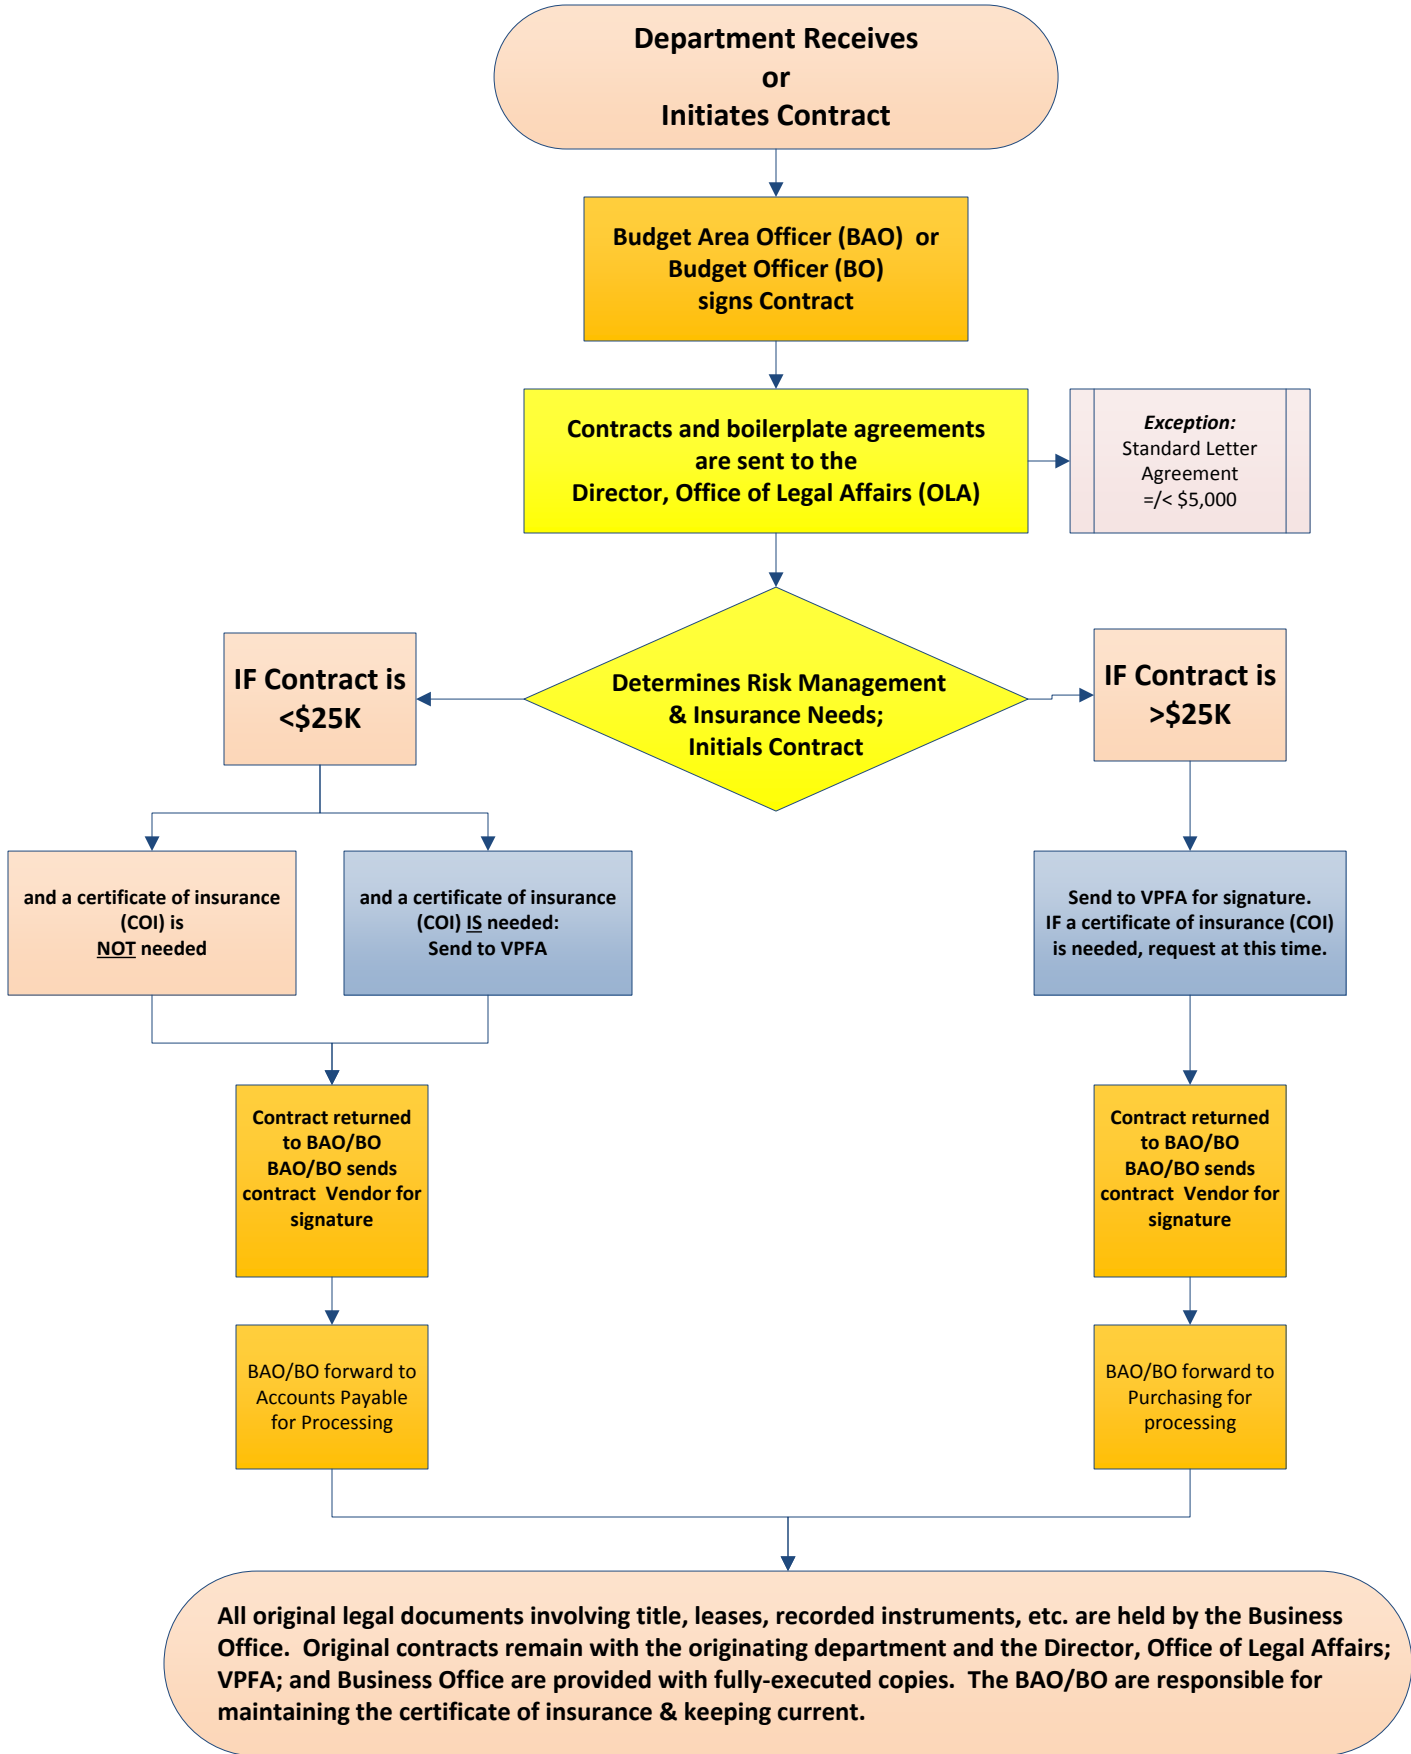 Department Receives
or
Initiates Contract
Budget Area Officer (BAO) or
Budget Officer (BO)
signs Contract
Contracts and boilerplate agreements
are sent to the
Director, Office of Legal Affairs (OLA)
Exception:
Standard Letter
Agreement
=/< $5,000
IF Contract is
<$25K
Determines Risk Management
& Insurance Needs;
Initials Contract
IF Contract is
>$25K
and a certificate of insurance
(COI) is
NOT needed
and a certificate of insurance
(COI) IS needed:
Send to VPFA
Send to VPFA for signature.
IF a certificate of insurance (COI)
is needed, request at this time.
Contract returned
to BAO/BO
BAO/BO sends
contract Vendor for
signature
Contract returned
to BAO/BO
BAO/BO sends
contract Vendor for
signature
BAO/BO forward to
Accounts Payable
for Processing
BAO/BO forward to
Purchasing for
processing
All original legal documents involving title, leases, recorded instruments, etc. are held by the Business
Office. Original contracts remain with the originating department and the Director, Office of Legal Affairs;
VPFA; and Business Office are provided with fully-executed copies. The BAO/BO are responsible for
maintaining the certificate of insurance & keeping current.